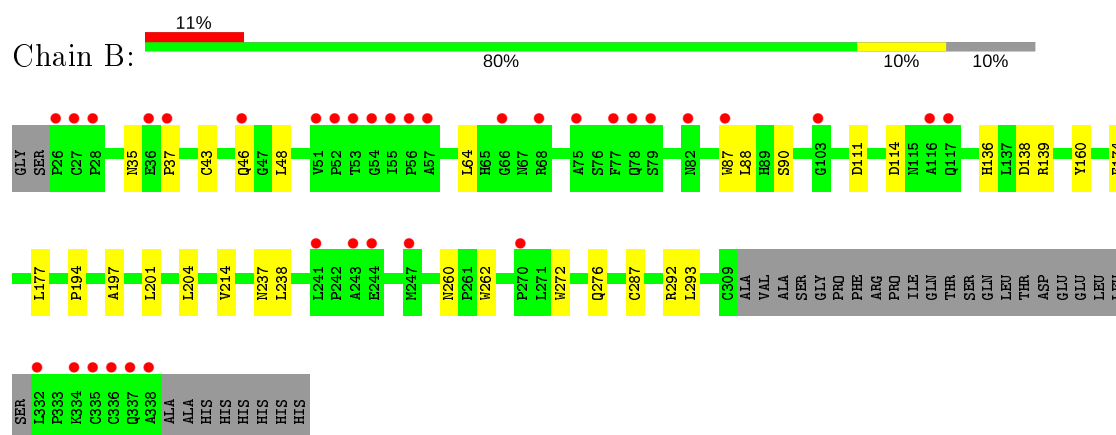 11%
Chain B:
80% 10% 10%
GLY SER P26 C27 P28 N35 E36 P37 C43 Q46 G47 L48 V51 P52 T53 G54 I55 P56 A57 L64 H65 G66 N67 R68 A75 S76 F77 Q78 S79 N82 W87 L88 H89 S90 G103 D111 D114 N115 A116 Q117 H136 L137 D138 R139 Y160
L177 P194 A197 L201 L204 V214 N237 L238 L241 P242 A243 E244 M247 N260 P261 W262 P270 L271 W272 Q276 C287 R292 L293 C309 ALA VAL ALA SER GLY PRO PHE ARG PRO ILE GLN THR SER GLN LEU THR ASP GLU GLU LEU
SER L332 P333 K334 C335 C336 Q337 A338 ALA ALA HIS HIS HIS HIS HIS HIS